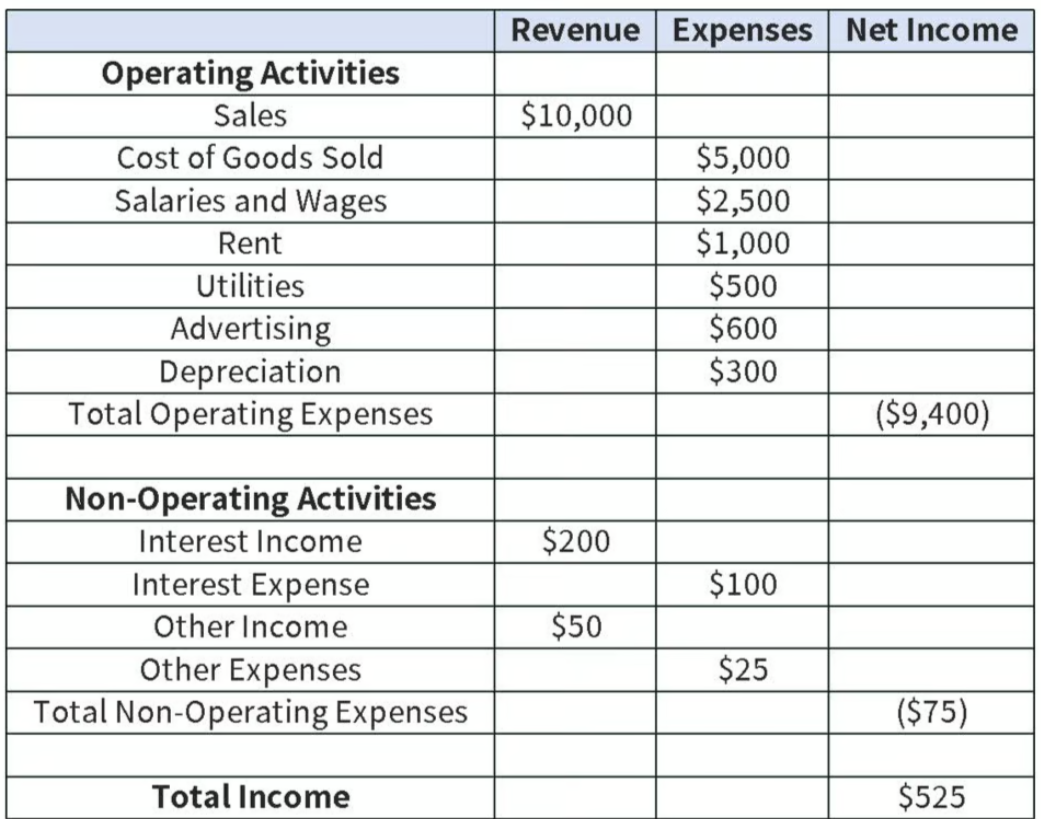 Revenue Expenses Net Income
Operating Activities
Sales $10,000
Cost of Goods Sold $5,000
Salaries and Wages $2,500
Rent $1,000
Utilities $500
Advertising $600
Depreciation $300
Total Operating Expenses ($9,400)
Non-Operating Activities
Interest Income $200
Interest Expense $100
Other Income $50
Other Expenses $25
Total Non-Operating Expenses ($75)
Total Income $525